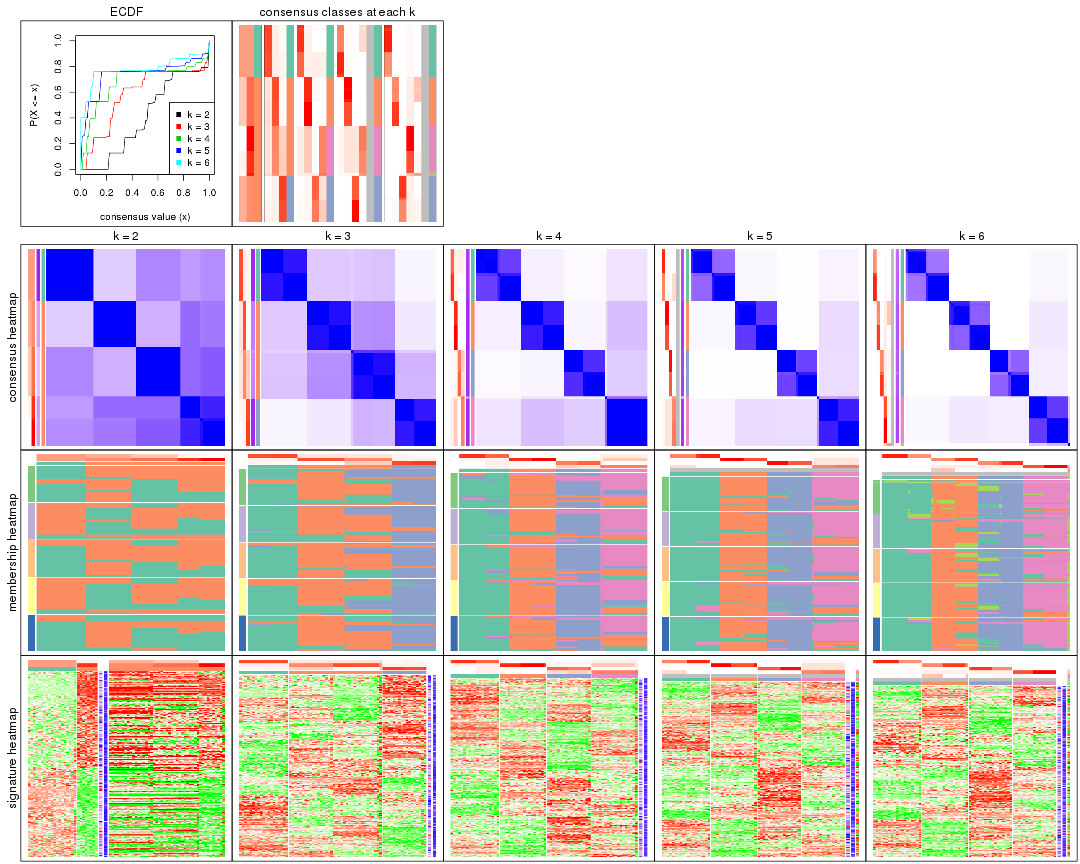 ECDF
consensus classes at each k
P(X <= x)
0.0
0.2
0.4
0.6
0.8
1.0
k = 2
k = 3
k = 4
k = 5
k = 6
0.0 0.2 0.4 0.6 0.8 1.0
consensus value (x)
k = 2
k = 3
k = 4
k = 5
k = 6
consensus heatmap
membership heatmap
signature heatmap